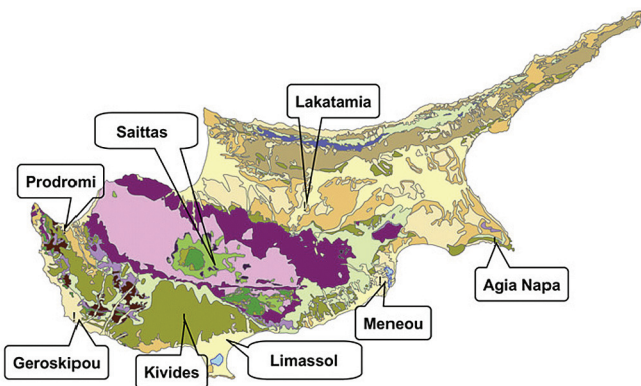 Lakatamia
Saittas
Prodromi
Agia Napa
Meneou
Geroskipou
Kivides
Limassol